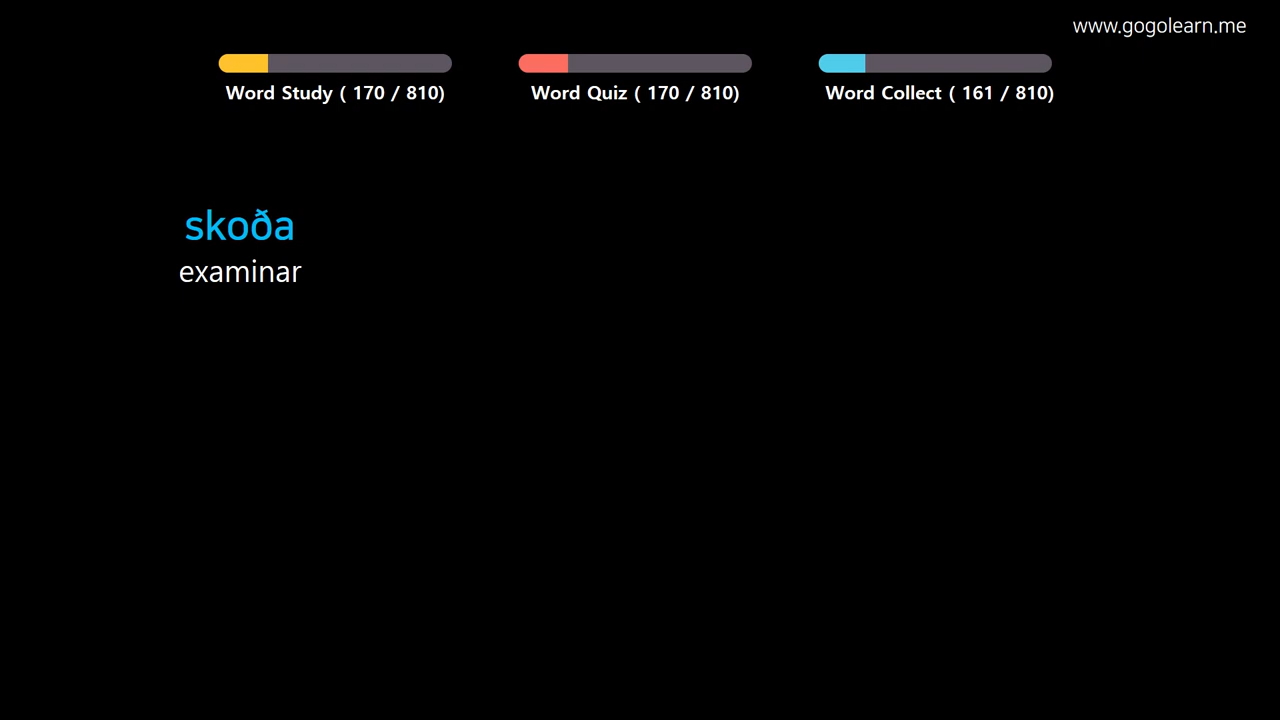 www.gogolearn.me
Word Study ( 170 / 810)
Word Quiz ( 170 / 810)
Word Collect ( 161 / 810)
skoða
examinar